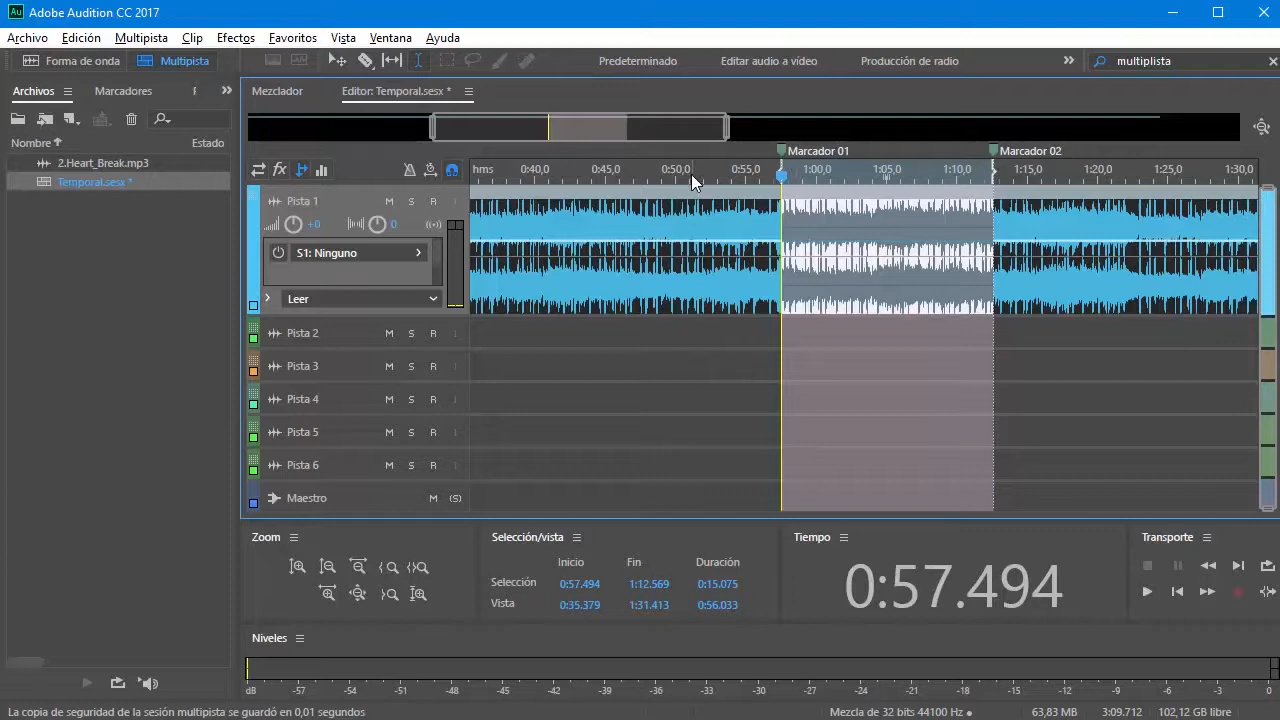 Au Adobe Audition CC 2017
Archivo Edición Multipista Clip Efectos Favoritos Vista Ventana Ayuda
Forma de onda Multipista Predeterminado Editar audio a vídeo Producción de radio multiplista
Archivos Marcadores
Nombre Estado
2.Heart_Break.mp3
Temporal.sesx *
Mezclador Editor: Temporal.sesx *
Marcador 01 Marcador 02
fx hms 0:40,0 0:45,0 0:50,0 0:55,0 1:00,0 1:05,0 1:10,0 1:15,0 1:20,0 1:25,0 1:30,0
Pista 1 M S R I
+0 0
S1: Ninguno
Leer
Pista 2 M S R I
Pista 3 M S R I
Pista 4 M S R I
Pista 5 M S R I
Pista 6 M S R I
Maestro M (S)
Zoom
Selección/vista
Inicio Fin Duración
Selección 0:57.494 1:12.569 0:15.075
Vista 0:35.379 1:31.413 0:56.033
Tiempo
0:57.494
Transporte
Niveles
dB -57 -54 -51 -48 -45 -42 -39 -36 -33 -30 -27 -24 -21 -18 -15 -12 -9 -6 -3 0
La copia de seguridad de la sesión multipista se guardó en 0,01 segundos Mezcla de 32 bits 44100 Hz 63,83 MB 3:09.712 102,12 GB libre